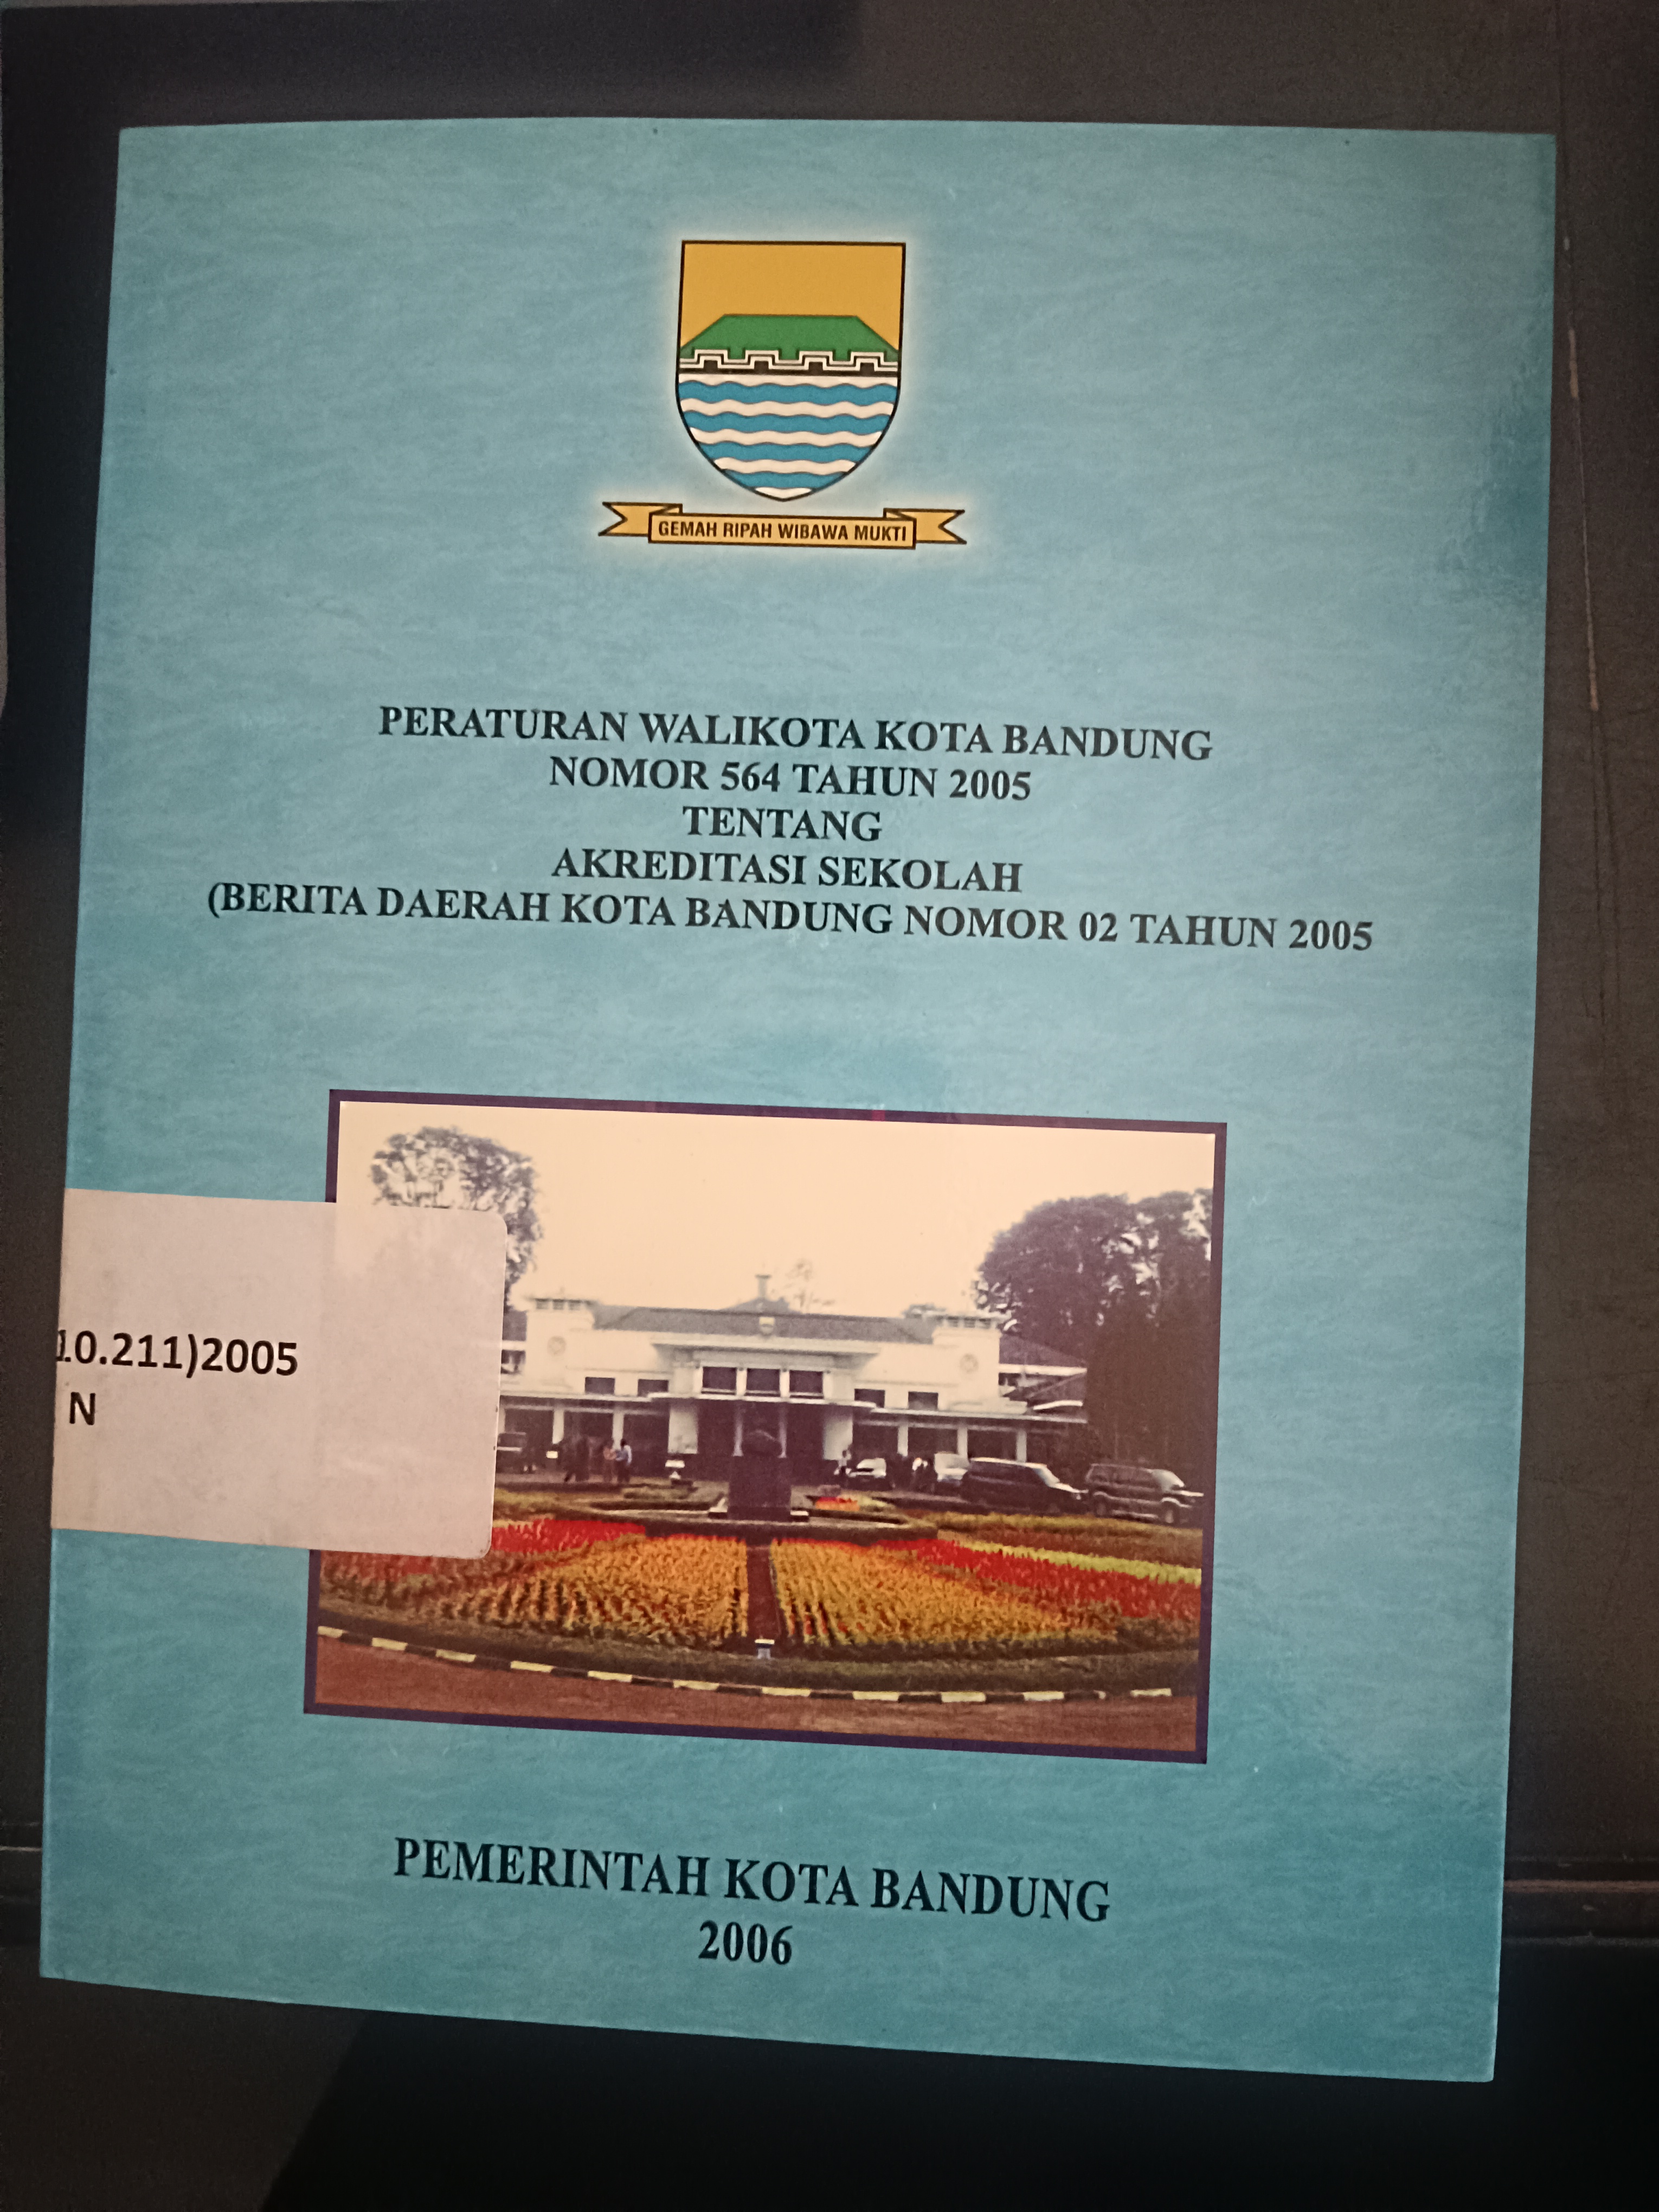 GEMAH RIPAH WIBAWA MUKTI
PERATURAN WALIKOTA KOTA BANDUNG
NOMOR 564 TAHUN 2005
TENTANG
AKREDITASI SEKOLAH
(BERITA DAERAH KOTA BANDUNG NOMOR 02 TAHUN 2005
10.211)2005
N
PEMERINTAH KOTA BANDUNG
2006